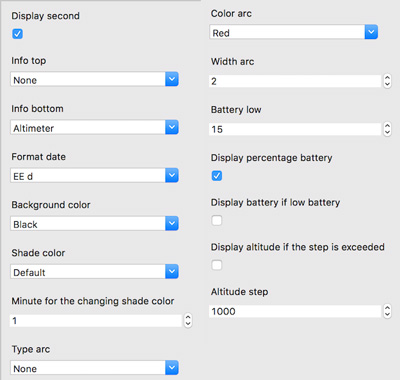 Display second
Info top
None
Info bottom
Altimeter
Format date
EE d
Background color
Black
Shade color
Default
Minute for the changing shade color
1
Type arc
None
Color arc
Red
Width arc
2
Battery low
15
Display percentage battery
Display battery if low battery
Display altitude if the step is exceeded
Altitude step
1000